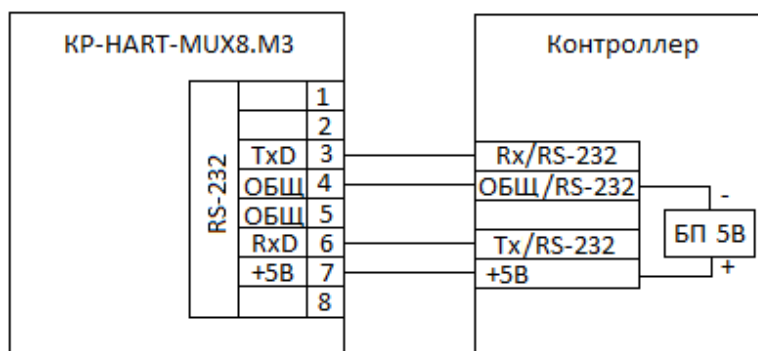 КР-HART-MUX8.М3
Контроллер
RS-232
1
2
TxD 3
ОБЩ 4
ОБЩ 5
RxD 6
+5В 7
8
Rx/RS-232
ОБЩ/RS-232
Tx/RS-232
+5В
-
БП 5В
+